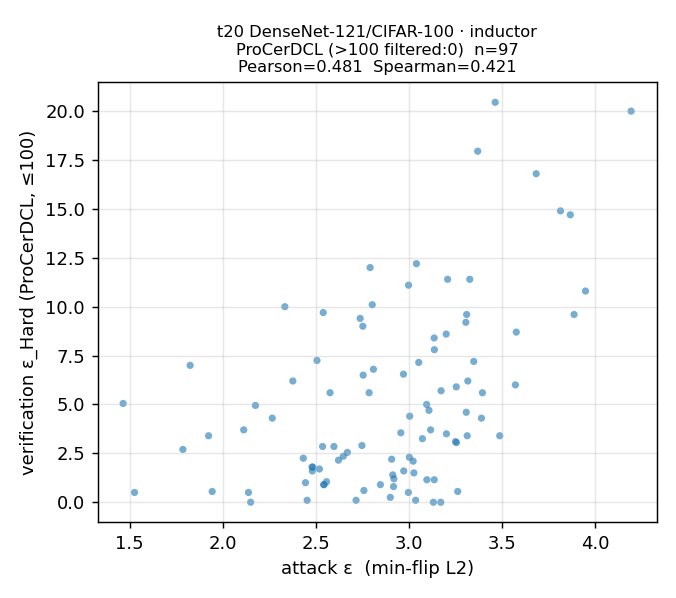 t20 DenseNet-121/CIFAR-100 · inductor
ProCerDCL (>100 filtered:0)  n=97
Pearson=0.481  Spearman=0.421
verification ε_Hard (ProCerDCL, ≤100)
20.0
17.5
15.0
12.5
10.0
7.5
5.0
2.5
0.0
1.5 2.0 2.5 3.0 3.5 4.0
attack ε  (min-flip L2)